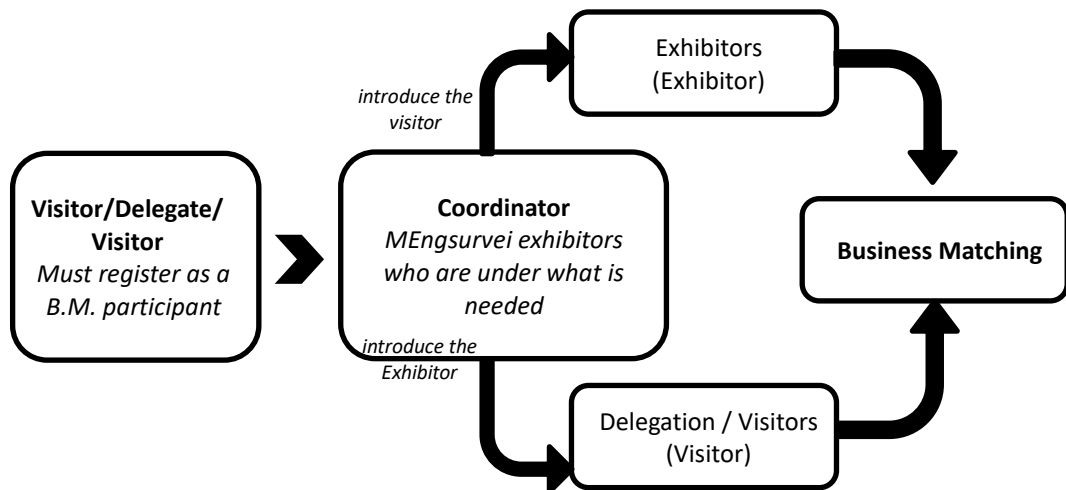 Visitor/Delegate/
Visitor
Must register as a
B.M. participant
introduce the
visitor
Coordinator
MEngsurvei exhibitors
who are under what is
needed
introduce the
Exhibitor
Exhibitors
(Exhibitor)
Delegation / Visitors
(Visitor)
Business Matching